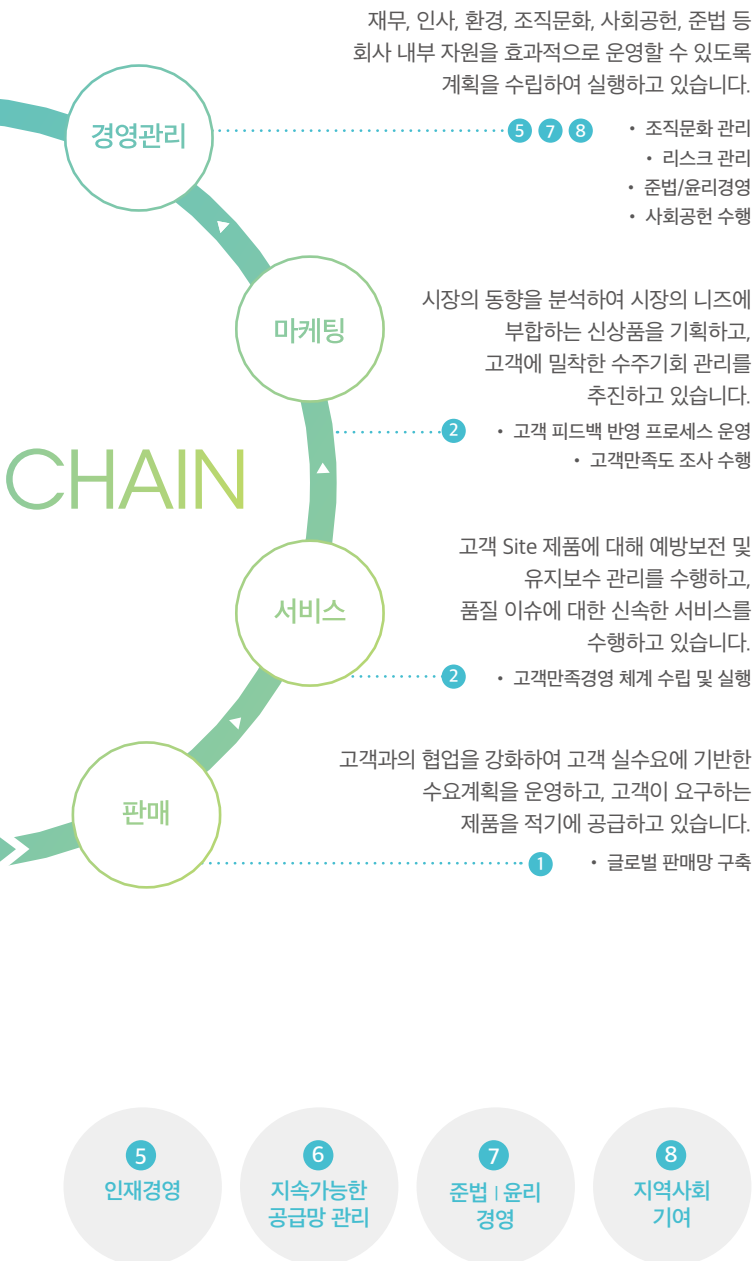 재무, 인사, 환경, 조직문화, 사회공헌, 준법 등
회사 내부 자원을 효과적으로 운영할 수 있도록
계획을 수립하여 실행하고 있습니다.
경영관리
5 7 8
• 조직문화 관리
• 리스크 관리
• 준법/윤리경영
• 사회공헌 수행
마케팅
시장의 동향을 분석하여 시장의 니즈에
부합하는 신상품을 기획하고,
고객에 밀착한 수주기회 관리를
추진하고 있습니다.
2
• 고객 피드백 반영 프로세스 운영
• 고객만족도 조사 수행
CHAIN
서비스
고객 Site 제품에 대해 예방보전 및
유지보수 관리를 수행하고,
품질 이슈에 대한 신속한 서비스를
수행하고 있습니다.
2
• 고객만족경영 체계 수립 및 실행
판매
고객과의 협업을 강화하여 고객 실수요에 기반한
수요계획을 운영하고, 고객이 요구하는
제품을 적기에 공급하고 있습니다.
1
• 글로벌 판매망 구축
5
인재경영
6
지속가능한
공급망 관리
7
준법 | 윤리
경영
8
지역사회
기여